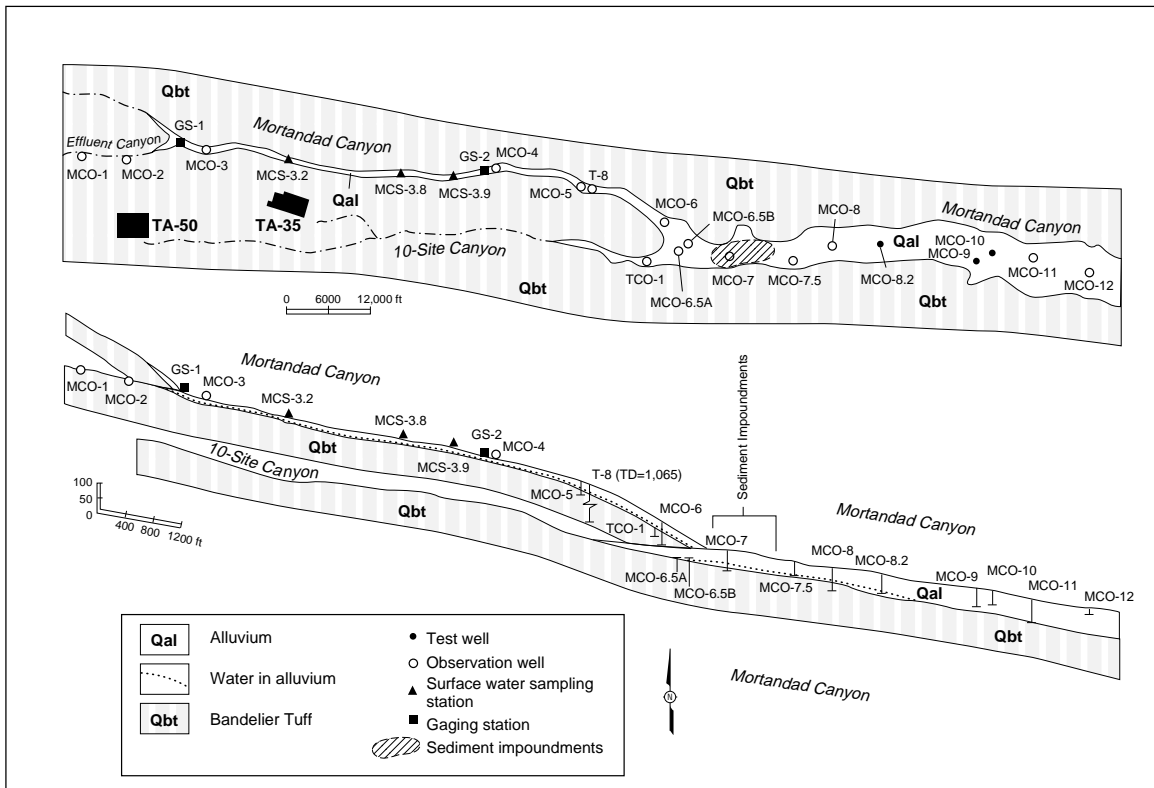 Qbt
GS-1
Mortandad Canyon
Effluent Canyon
MCO-1
MCO-2
MCO-3
MCS-3.2
MCS-3.8
MCS-3.9
GS-2
MCO-4
MCO-5
T-8
Qal
TA-50
TA-35
10-Site Canyon
MCO-6
MCO-6.5B
Qbt
MCO-8
Qal
Mortandad Canyon
MCO-10
MCO-9
MCO-11
MCO-12
TCO-1
MCO-6.5A
MCO-7
MCO-7.5
MCO-8.2
Qbt
Qbt
0 6000 12,000 ft
Mortandad Canyon
GS-1
MCO-1
MCO-2
MCO-3
MCS-3.2
MCS-3.8
MCS-3.9
GS-2
MCO-4
Qbt
10-Site Canyon
Qbt
100
50
0
400 800 1200 ft
T-8 (TD=1,065)
MCO-5
TCO-1
MCO-6
Sediment Impoundments
MCO-7
Mortandad Canyon
MCO-8
MCO-8.2
MCO-6.5A
MCO-6.5B
MCO-7.5
MCO-9
MCO-10
MCO-11
MCO-12
Qal
Qbt
N
Mortandad Canyon
Qal Alluvium
Water in alluvium
Qbt Bandelier Tuff
Test well
Observation well
Surface water sampling
station
Gaging station
Sediment impoundments